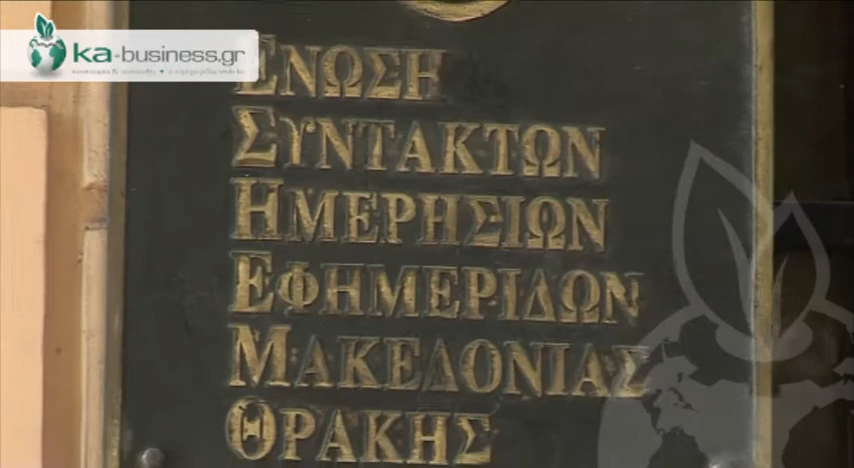 ka-business.gr
ΕΝΩΣΗ
ΣΥΝΤΑΚΤΩΝ
ΗΜΕΡΗΣΙΩΝ
ΕΦΗΜΕΡΙΔΩΝ
ΜΑΚΕΔΟΝΙΑΣ
ΘΡΑΚΗΣ